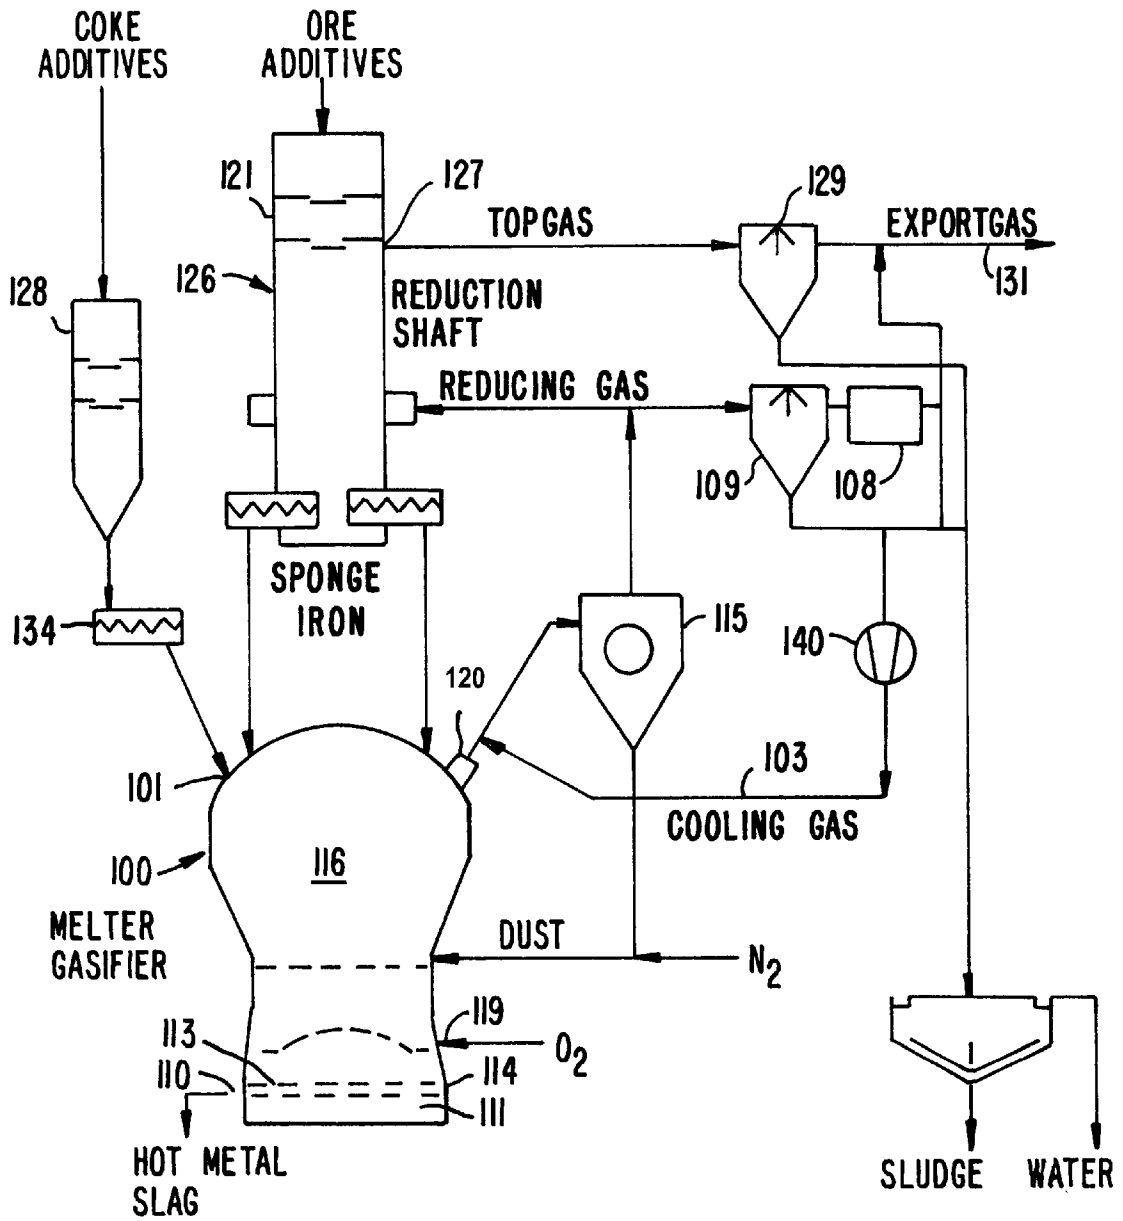 COKE
ADDITIVES
ORE
ADDITIVES
121
127
129
TOPGAS
EXPORTGAS
131
126
128
REDUCTION
SHAFT
REDUCING GAS
109
108
SPONGE
IRON
134
115
140
120
101
103
COOLING GAS
100
116
MELTER
GASIFIER
DUST
N2
119
O2
113
110
114
111
HOT METAL
SLAG
SLUDGE
WATER